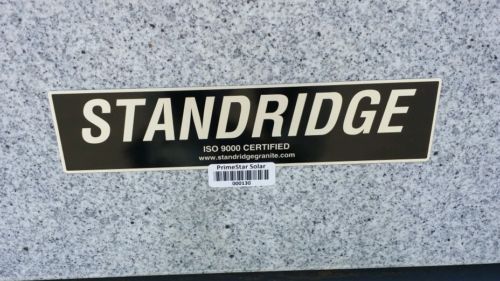 STANDRIDGE
ISO 9000 CERTIFIED
www.standridgegranite.com
PrimeStar Solar
000130